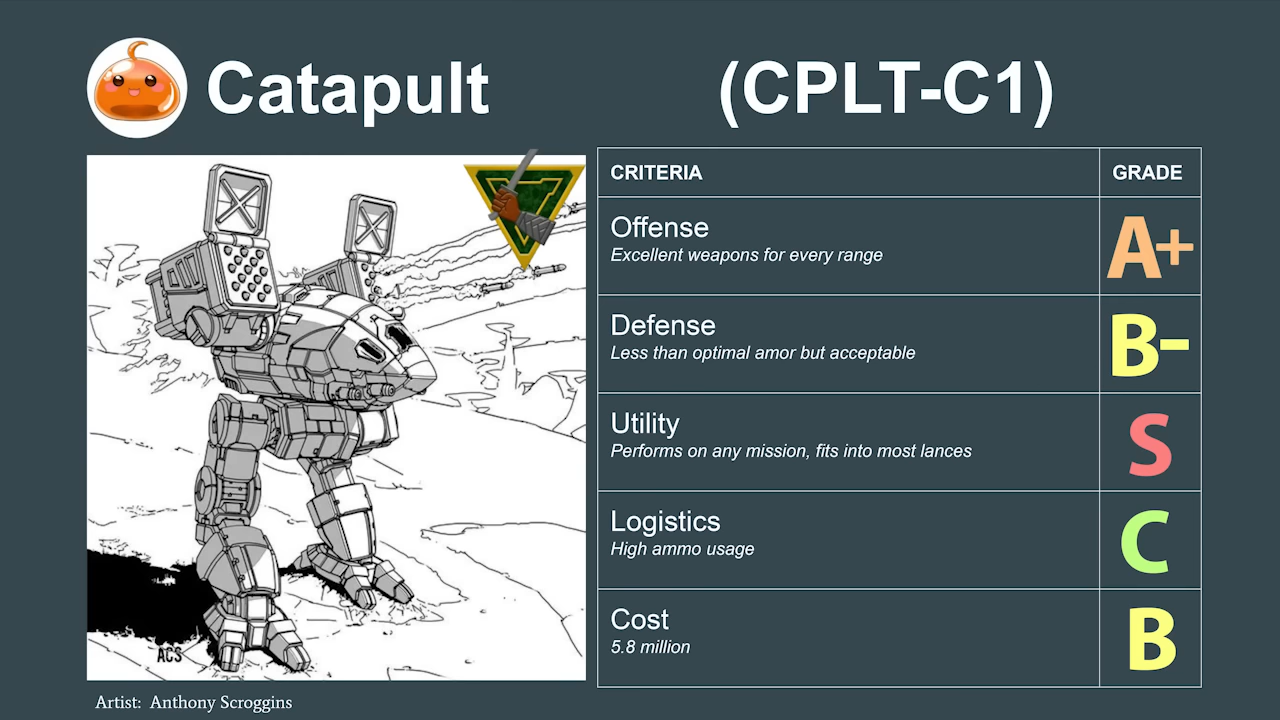 Catapult (CPLT-C1)
CRITERIA GRADE
Offense
Excellent weapons for every range
A+
Defense
Less than optimal amor but acceptable
B-
Utility
Performs on any mission, fits into most lances
S
Logistics
High ammo usage
C
Cost
5.8 million
B
ACS
Artist: Anthony Scroggins